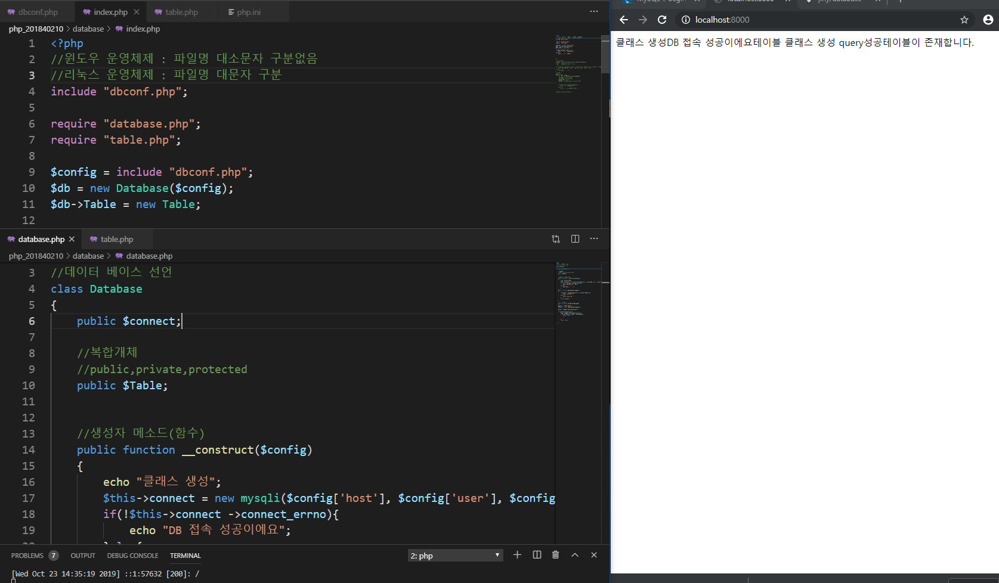 dbconf.php
index.php
table.php
php.ini
php_201840210 > database > index.php
1 <?php
2 //윈도우 운영체제 : 파일명 대소문자 구분없음
3 //리눅스 운영체제 : 파일명 대문자 구분
4 include "dbconf.php";
5
6 require "database.php";
7 require "table.php";
8
9 $config = include "dbconf.php";
10 $db = new Database($config);
11 $db->Table = new Table;
12
database.php
table.php
php_201840210 > database > database.php
3 //데이터 베이스 선언
4 class Database
5 {
6 public $connect;
7
8 //복합개체
9 //public,private,protected
10 public $Table;
11
12
13 //생성자 메소드(함수)
14 public function __construct($config)
15 {
16 echo "클래스 생성";
17 $this->connect = new mysqli($config['host'], $config['user'], $config
18 if(!$this->connect ->connect_errno){
19 echo "DB 접속 성공이에요";
PROBLEMS 7 OUTPUT DEBUG CONSOLE TERMINAL
2: php
[Wed Oct 23 14:35:19 2019] ::1:57632 [200]: /
localhost:8000
클래스 생성DB 접속 성공이에요테이블 클래스 생성 query성공테이블이 존재합니다.